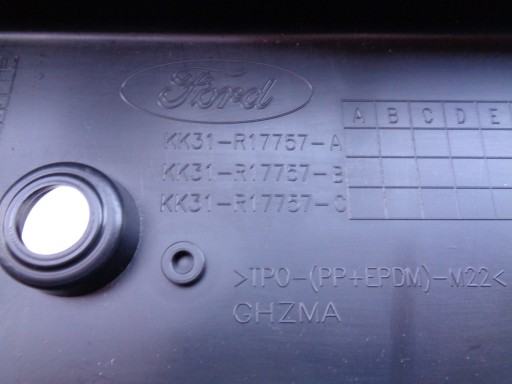 Ford
KK31-R17757-A
KK31-R17757-B
KK31-R17757-C
A B C D E
>TPO-(PP+EPDM)-M22<
GHZMA